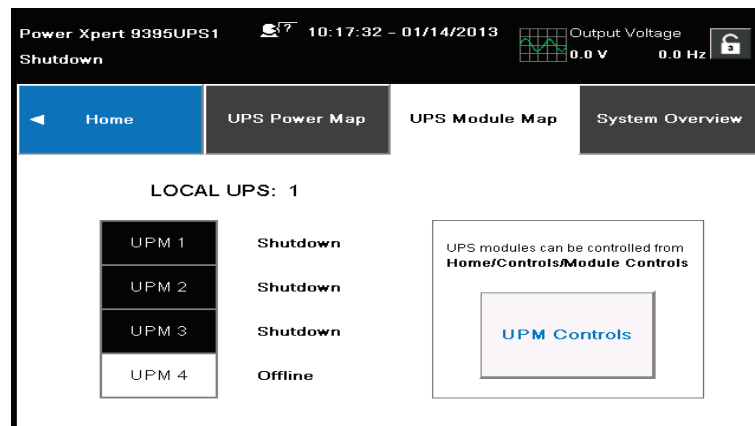 Power Xpert 9395UPS1
? 10:17:32 - 01/14/2013
Output Voltage
Shutdown
0.0 V 0.0 Hz
Home
UPS Power Map
UPS Module Map
System Overview
LOCAL UPS: 1
UPM 1 Shutdown
UPM 2 Shutdown
UPM 3 Shutdown
UPM 4 Offline
UPS modules can be controlled from
Home/Controls/Module Controls
UPM Controls